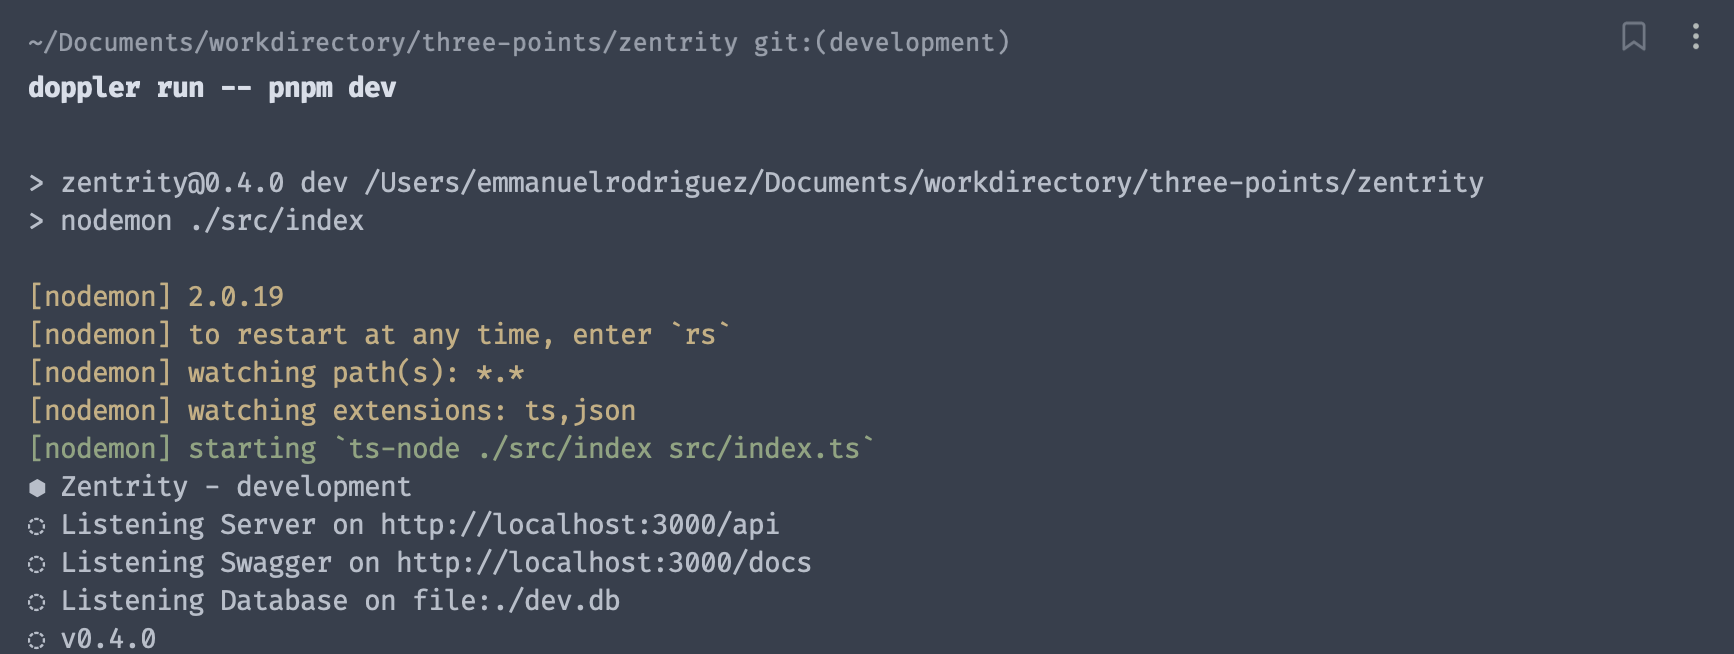 ~/Documents/workdirectory/three-points/zentrity git:(development)
doppler run -- pnpm dev
> zentrity@0.4.0 dev /Users/emmanuelrodriguez/Documents/workdirectory/three-points/zentrity
> nodemon ./src/index
[nodemon] 2.0.19
[nodemon] to restart at any time, enter `rs`
[nodemon] watching path(s): *.*
[nodemon] watching extensions: ts,json
[nodemon] starting `ts-node ./src/index src/index.ts`
⬢ Zentrity - development
◌ Listening Server on http://localhost:3000/api
◌ Listening Swagger on http://localhost:3000/docs
◌ Listening Database on file:./dev.db
◌ v0.4.0